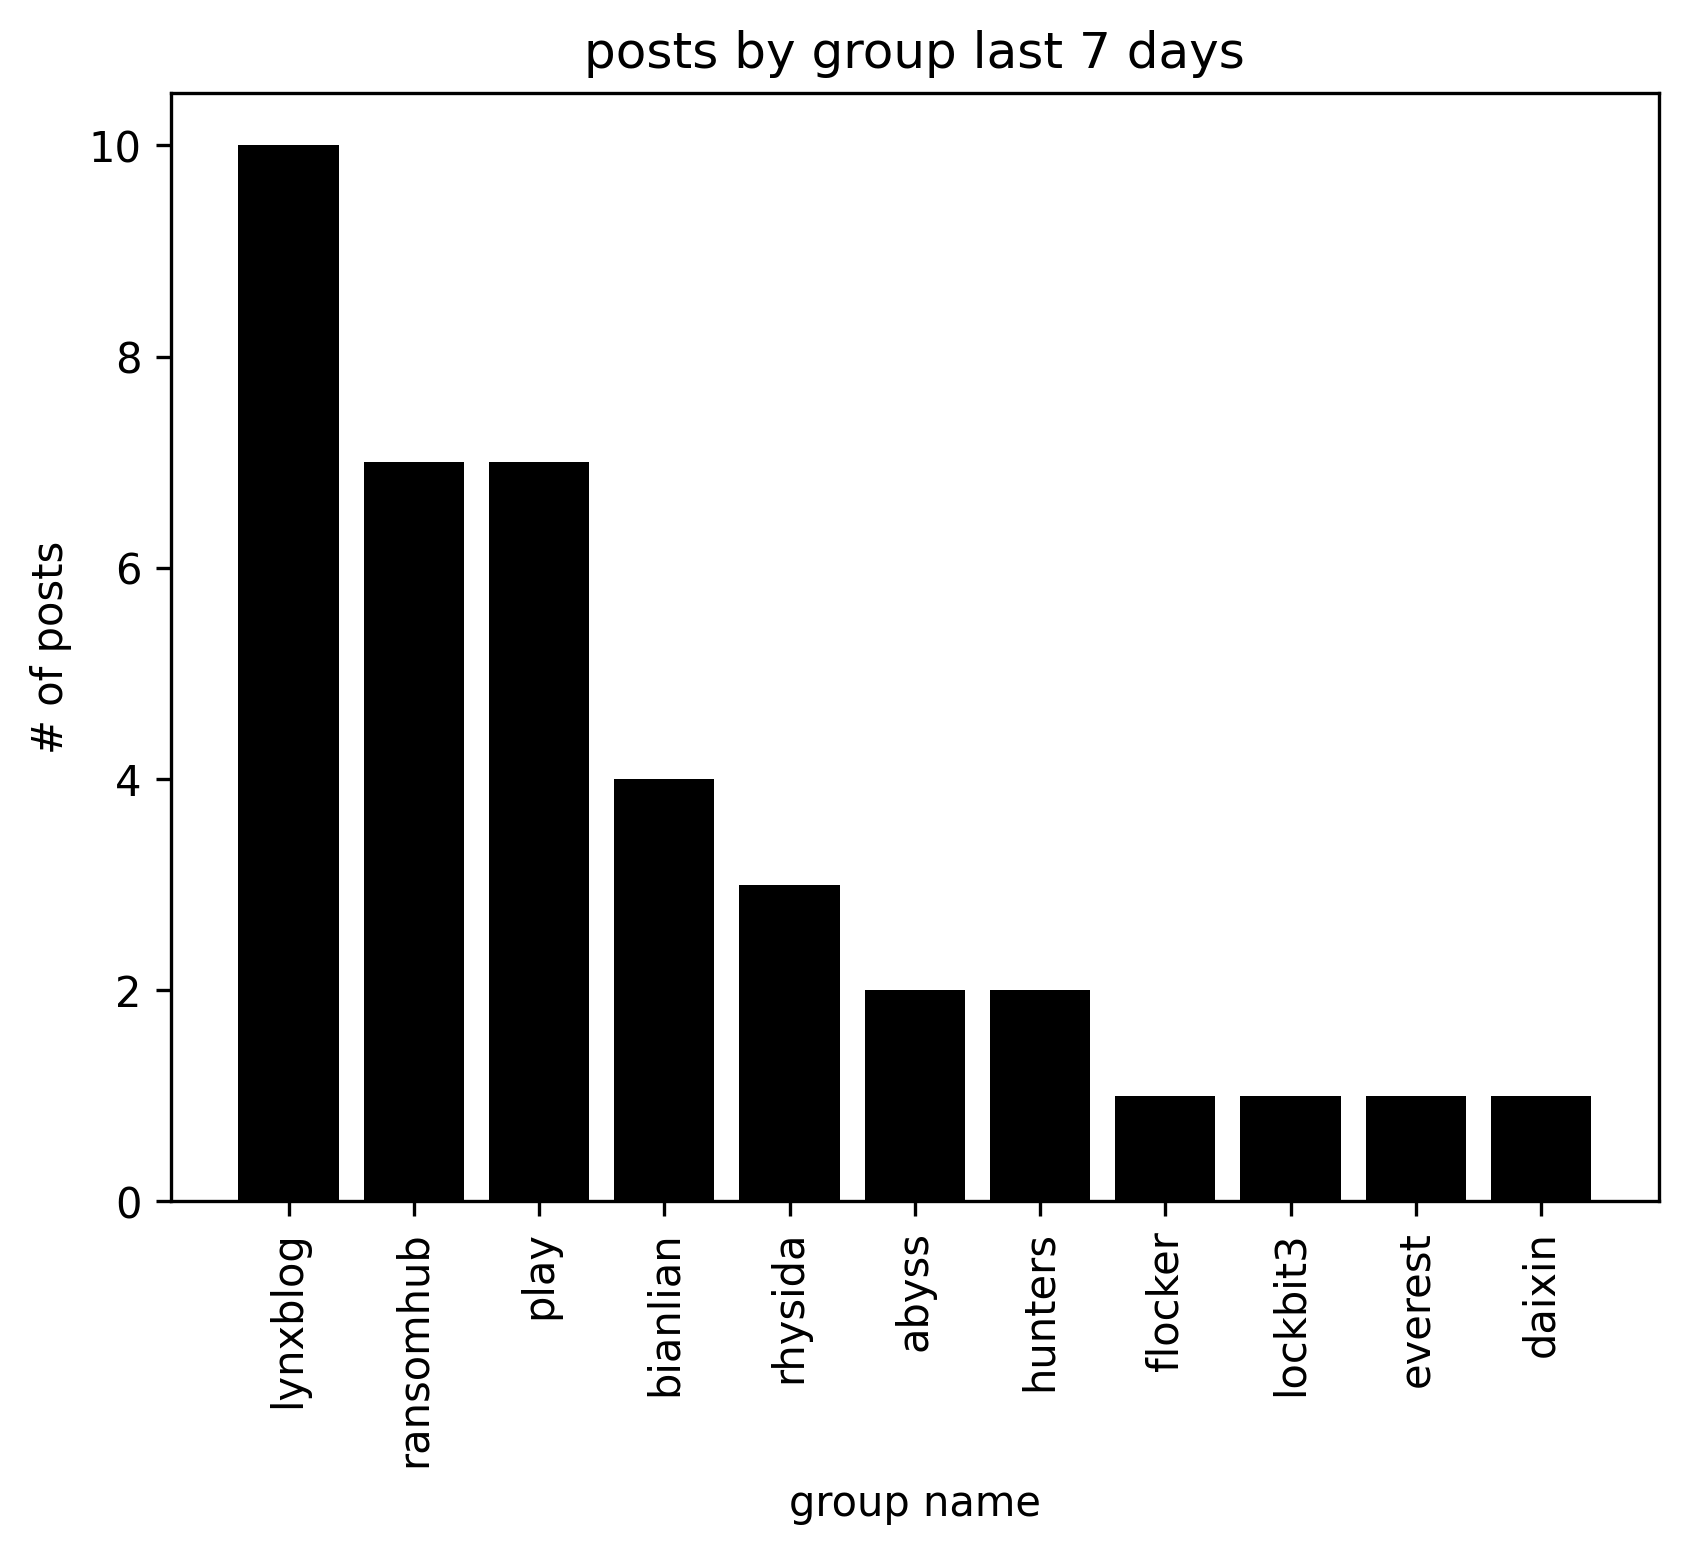 posts by group last 7 days
# of posts
10
8
6
4
2
0
lynxblog
ransomhub
play
bianlian
rhysida
abyss
hunters
flocker
lockbit3
everest
daixin
group name